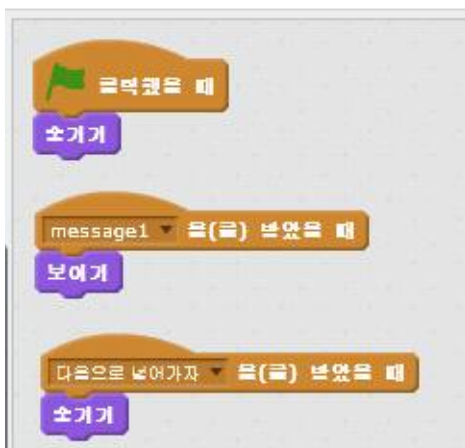 클릭했을 때
숨기기
message1 을(를) 받았을 때
보이기
다음으로 넘어가자 을(를) 받았을 때
숨기기